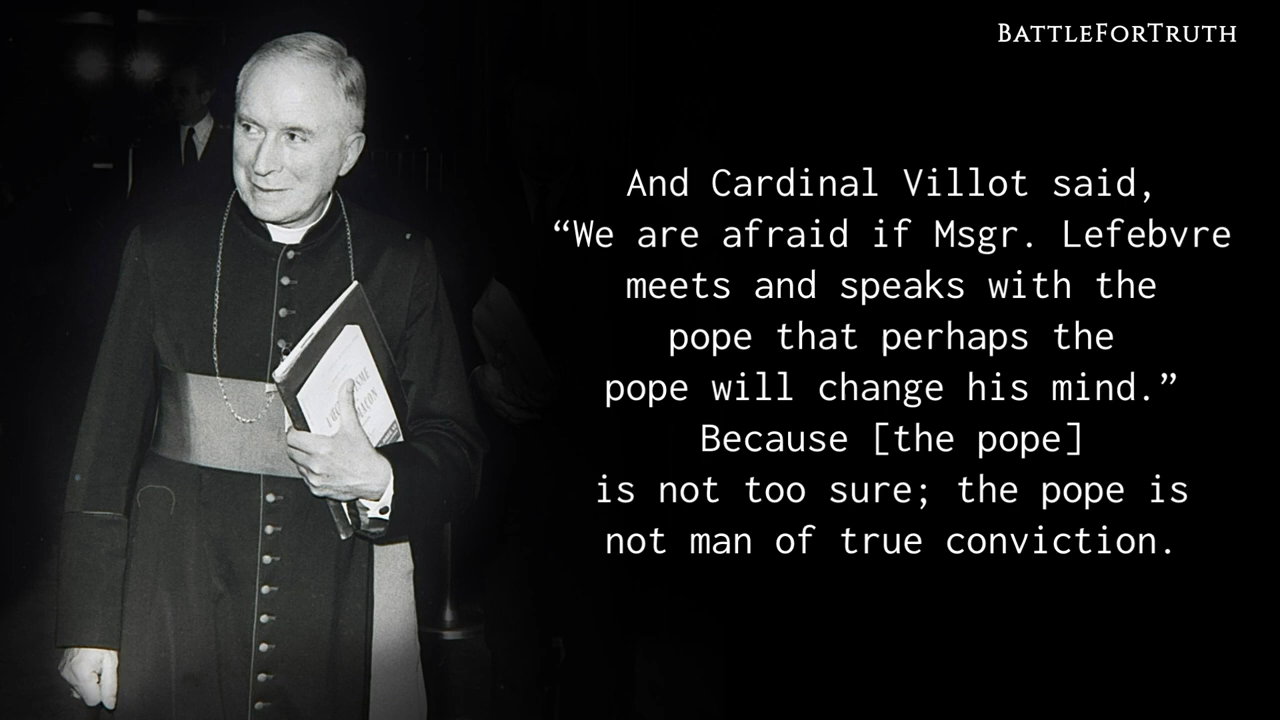 BATTLEFORTRUTH
And Cardinal Villot said,
“We are afraid if Msgr. Lefebvre
meets and speaks with the
pope that perhaps the
pope will change his mind.”
Because [the pope]
is not too sure; the pope is
not man of true conviction.